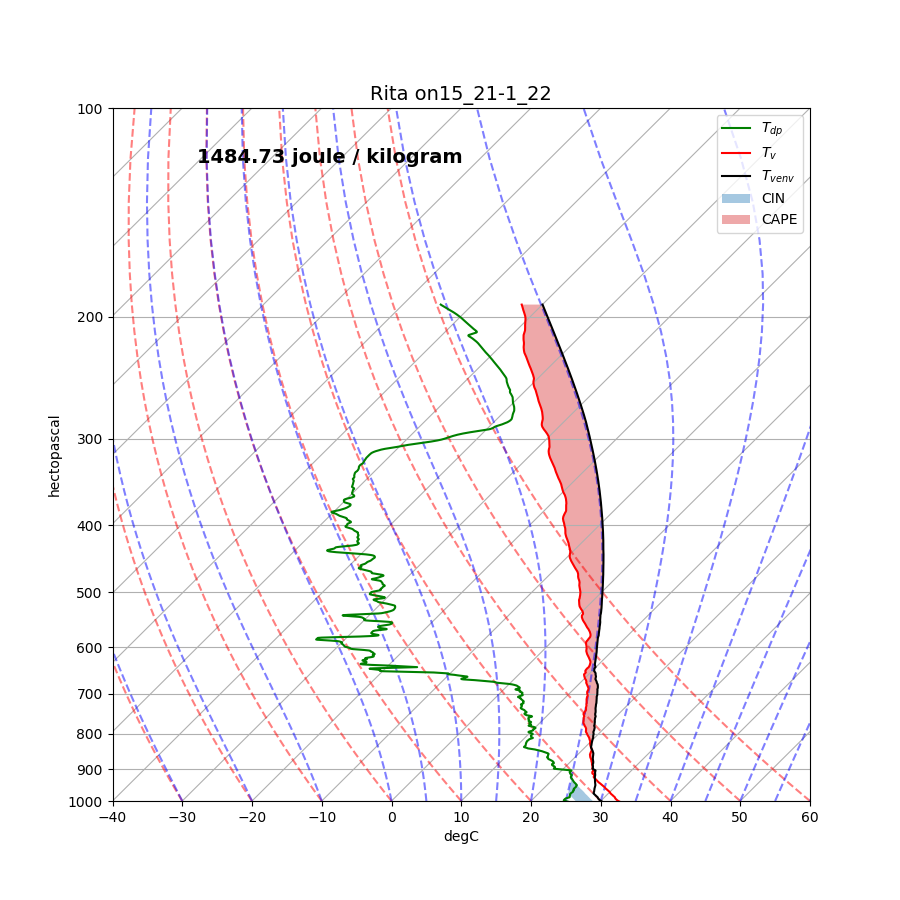 Rita on15_21-1_22
100
1484.73 joule / kilogram
T_dp
T_v
T_venv
CIN
CAPE
200
300
400
500
600
700
800
900
1000
hectopascal
−40 −30 −20 −10 0 10 20 30 40 50 60
degC